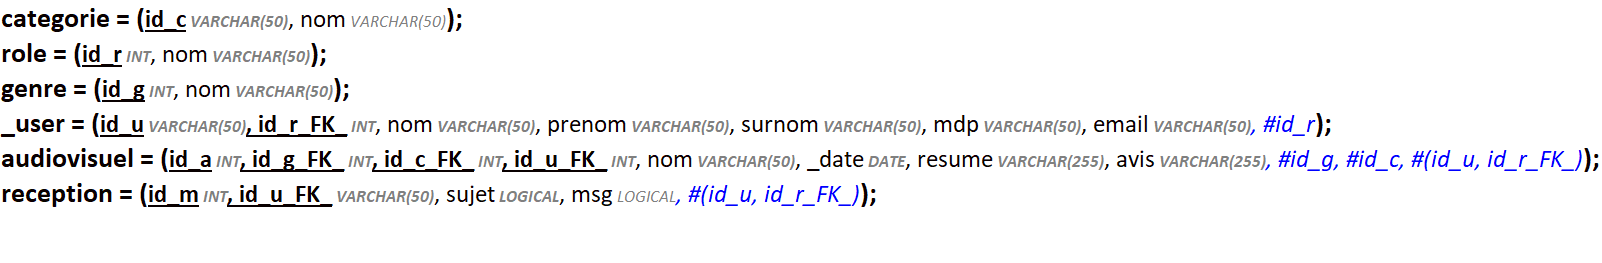 categorie = (id_c VARCHAR(50), nom VARCHAR(50));
role = (id_r INT, nom VARCHAR(50));
genre = (id_g INT, nom VARCHAR(50));
_user = (id_u VARCHAR(50), id_r_FK_ INT, nom VARCHAR(50), prenom VARCHAR(50), surnom VARCHAR(50), mdp VARCHAR(50), email VARCHAR(50), #id_r);
audiovisuel = (id_a INT, id_g_FK_ INT, id_c_FK_ INT, id_u_FK_ INT, nom VARCHAR(50), _date DATE, resume VARCHAR(255), avis VARCHAR(255), #id_g, #id_c, #(id_u, id_r_FK_));
reception = (id_m INT, id_u_FK_ VARCHAR(50), sujet LOGICAL, msg LOGICAL, #(id_u, id_r_FK_));